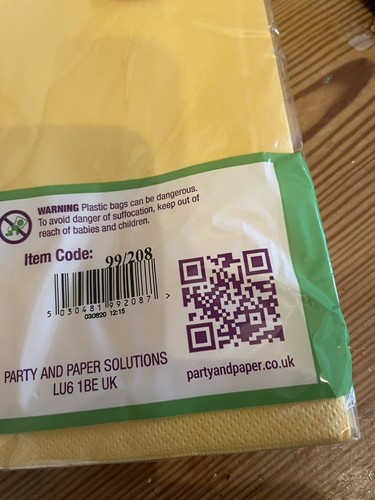 WARNING Plastic bags can be dangerous.
To avoid danger of suffocation, keep out of
reach of babies and children.
Item Code: 99/208
5 030481 992087 >
030820 12:15
PARTY AND PAPER SOLUTIONS
LU6 1BE UK
partyandpaper.co.uk